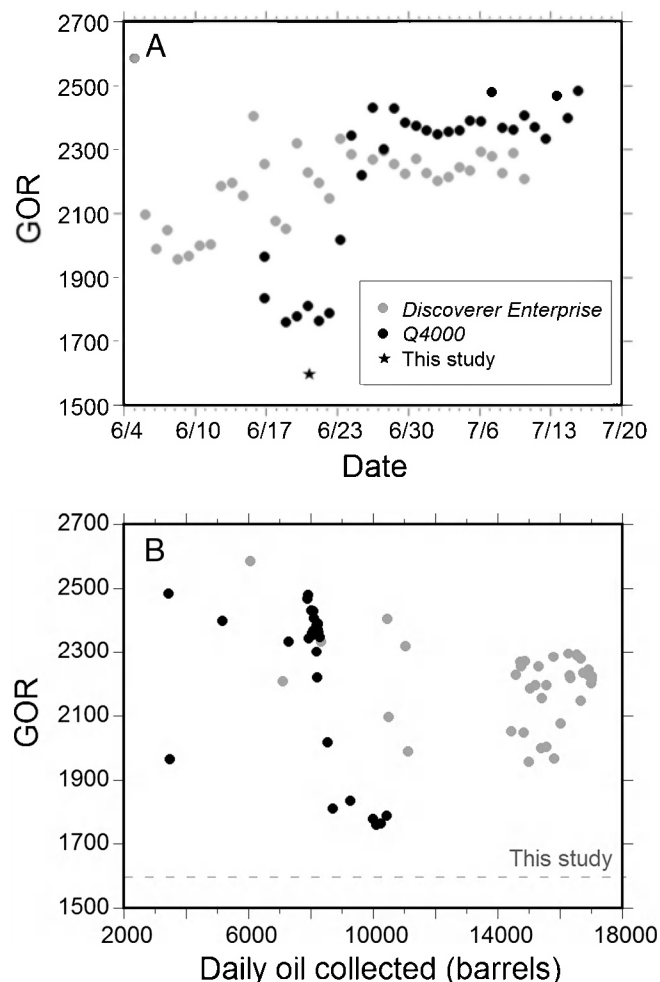 A
2700
2500
2300
2100
1900
1700
1500
GOR
Discoverer Enterprise
Q4000
This study
6/4 6/10 6/17 6/23 6/30 7/6 7/13 7/20
Date
B
2700
2500
2300
2100
1900
1700
1500
GOR
This study
2000 6000 10000 14000 18000
Daily oil collected (barrels)